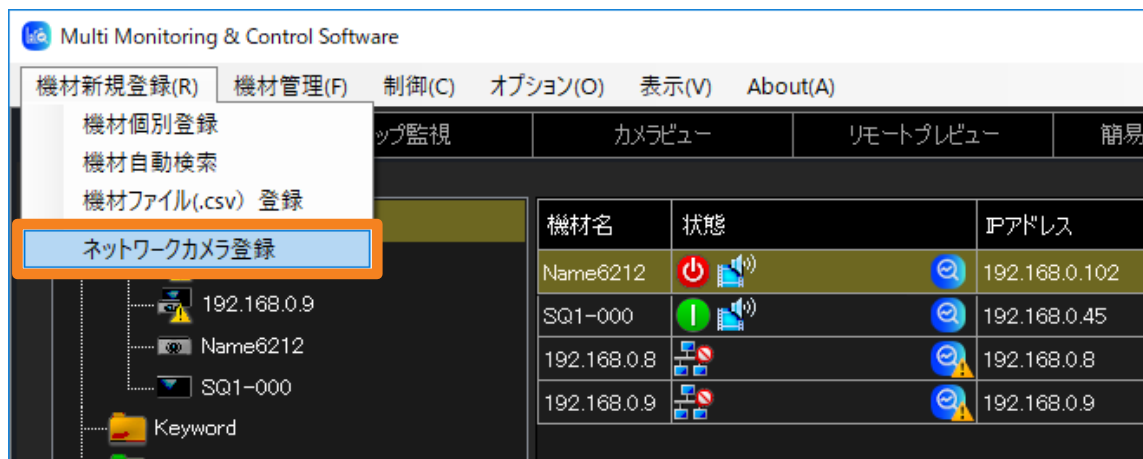 Multi Monitoring & Control Software
機材新規登録(R) 機材管理(F) 制御(C) オプション(O) 表示(V) About(A)
機材個別登録
機材自動検索
機材ファイル(.csv）登録
ネットワークカメラ登録
ップ監視 カメラビュー リモートプレビュー 簡易
機材名 状態 IPアドレス
Name6212 192.168.0.102
SQ1-000 192.168.0.45
192.168.0.8 192.168.0.8
192.168.0.9 192.168.0.9
192.168.0.9
Name6212
SQ1-000
Keyword